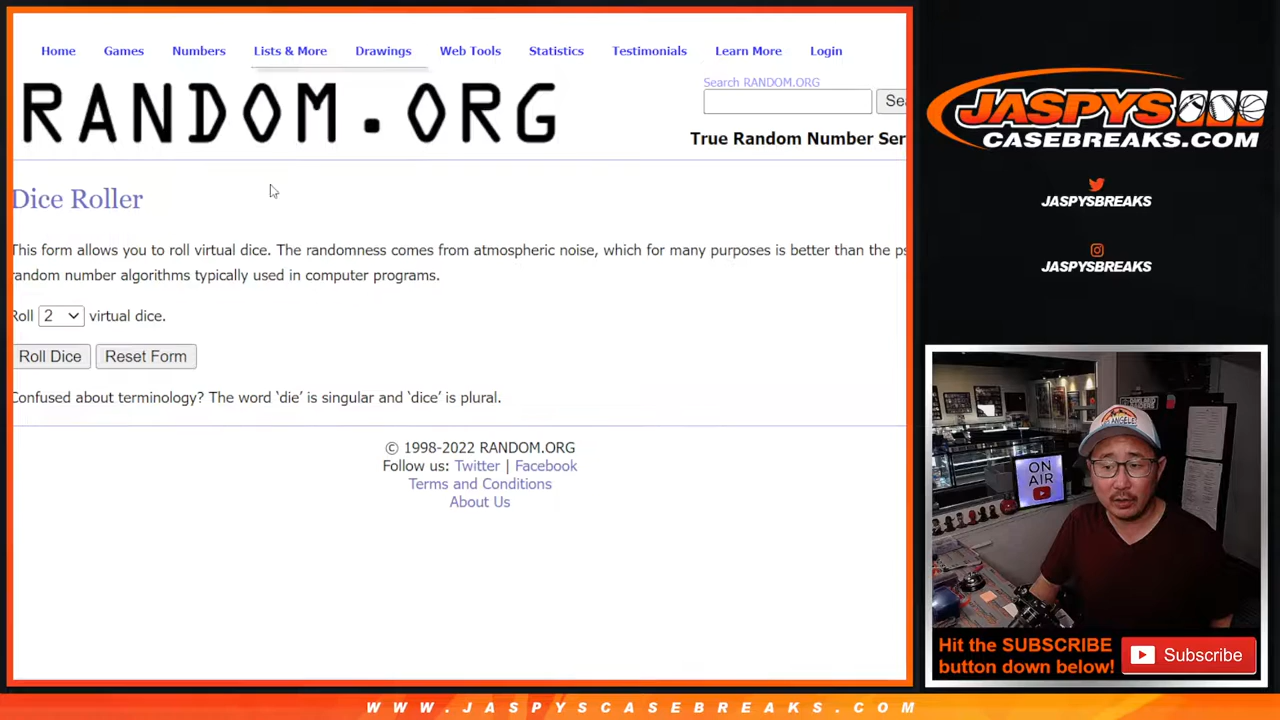 Home Games Numbers Lists & More Drawings Web Tools Statistics Testimonials Learn More Login
RANDOM.ORG
Search RANDOM.ORG
Sea
True Random Number Ser
Dice Roller
This form allows you to roll virtual dice. The randomness comes from atmospheric noise, which for many purposes is better than the ps
random number algorithms typically used in computer programs.
Roll 2 virtual dice.
Roll Dice Reset Form
Confused about terminology? The word ‘die’ is singular and ‘dice’ is plural.
© 1998-2022 RANDOM.ORG
Follow us: Twitter | Facebook
Terms and Conditions
About Us
JASPYS
CASEBREAKS.COM
JASPYSBREAKS
JASPYSBREAKS
ON
AIR
Hit the SUBSCRIBE
button down below!
Subscribe
WWW.JASPYSCASEBREAKS.COM